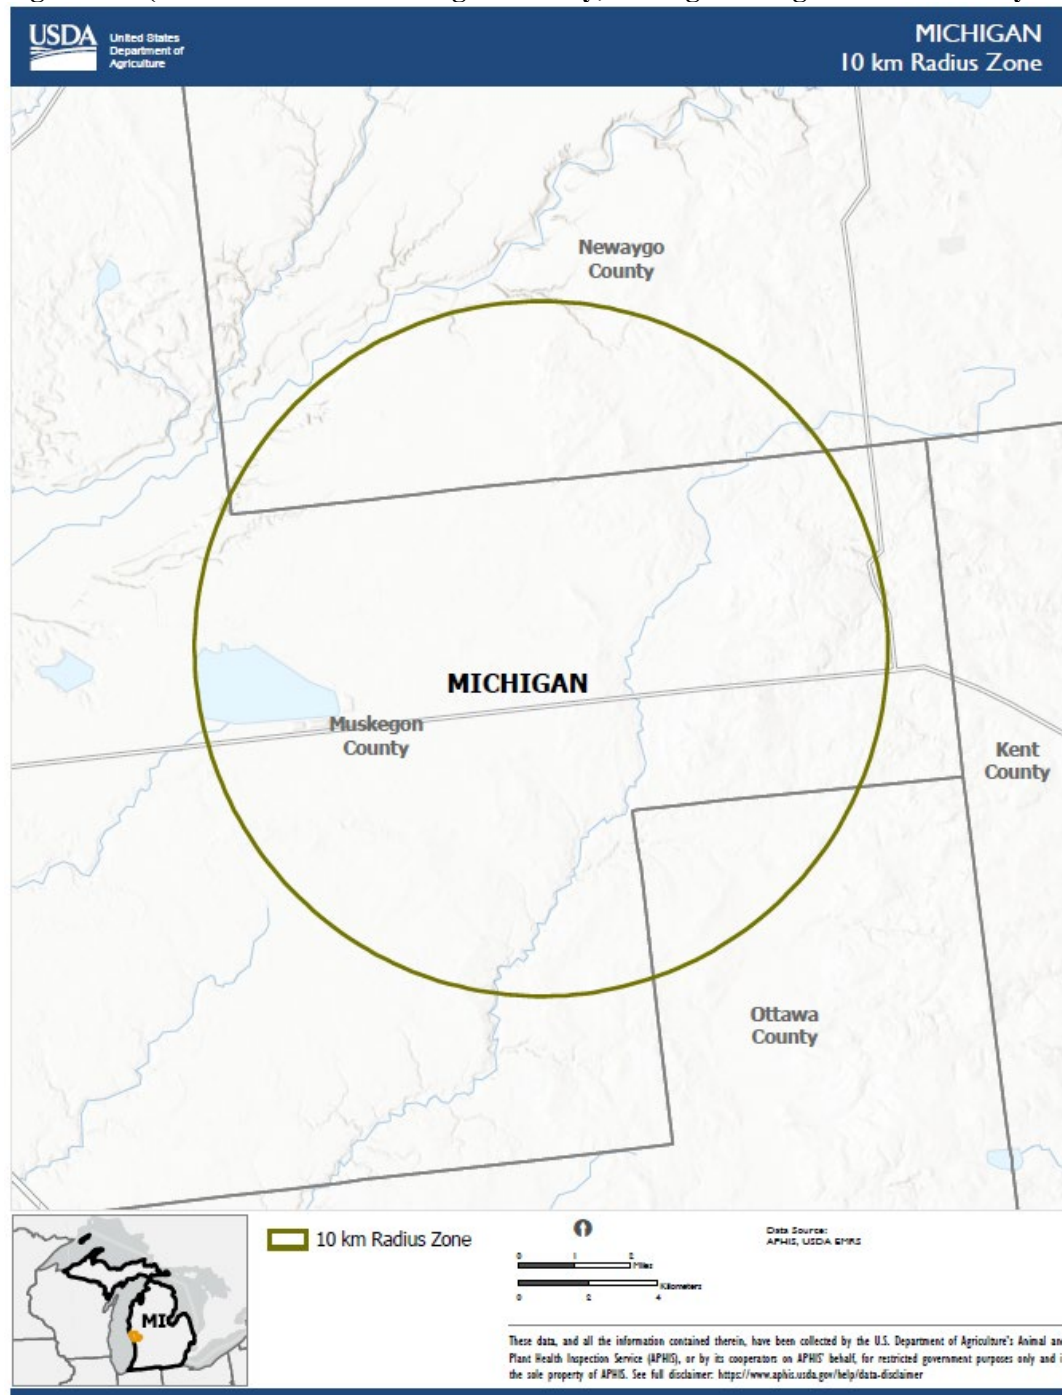 USDA
United States
Department of
Agriculture
MICHIGAN
10 km Radius Zone
Newaygo
County
MICHIGAN
Muskegon
County
Kent
County
Ottawa
County
MI
10 km Radius Zone
0 1 2
Miles
Kilometers
0 2 4
Data Source:
APHIS, USDA EMRS
These data, and all the information contained therein, have been collected by the U.S. Department of Agriculture's Animal and
Plant Health Inspection Service (APHIS), or by its cooperators on APHIS' behalf, for restricted government purposes only and i
the sole property of APHIS. See full disclaimer: https://www.aphis.usda.gov/help/data-disclaimer